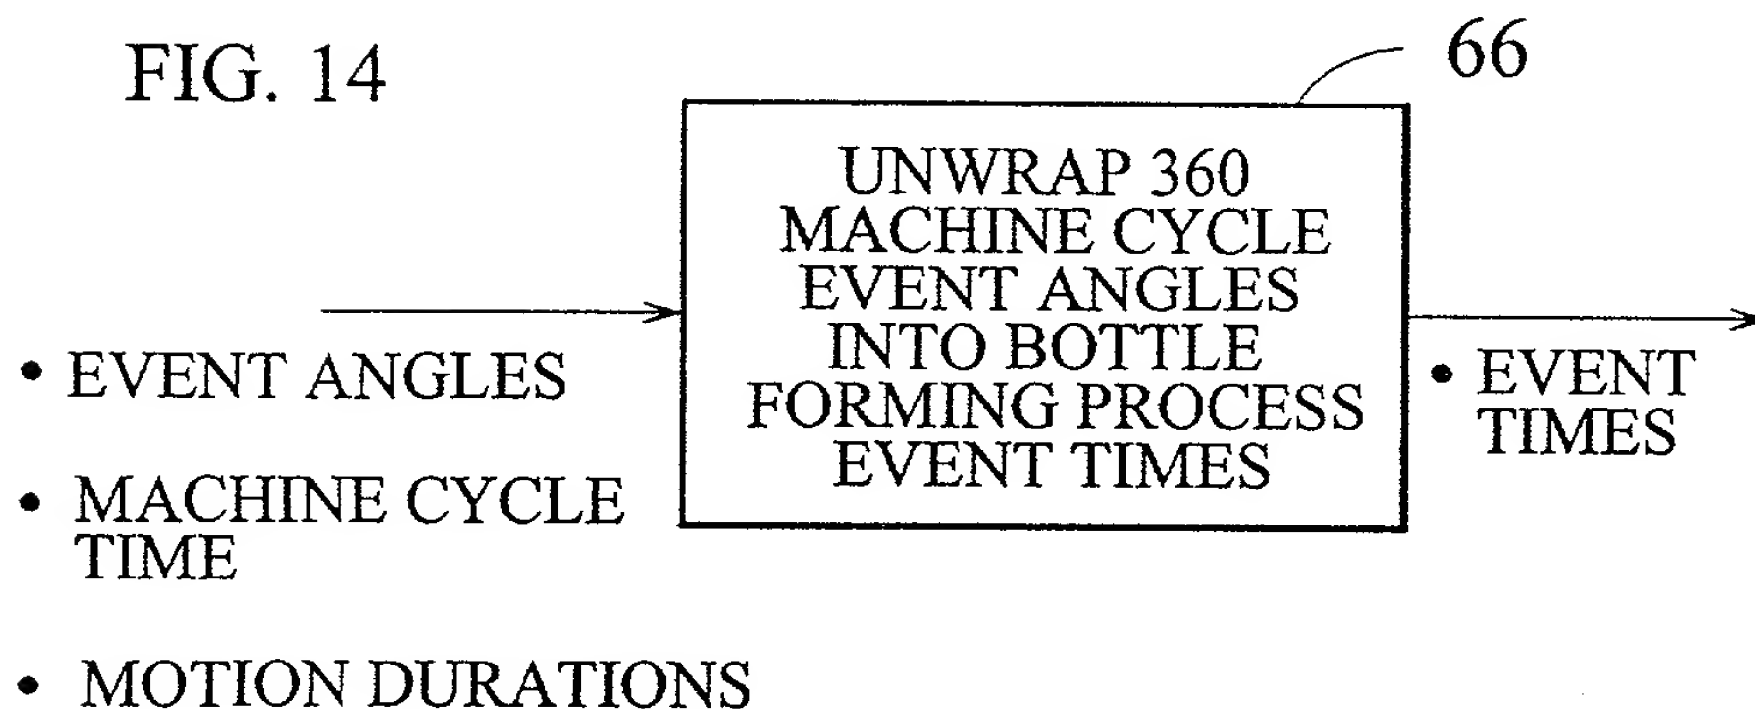 FIG. 14
66
UNWRAP 360
MACHINE CYCLE
EVENT ANGLES
INTO BOTTLE
FORMING PROCESS
EVENT TIMES
• EVENT ANGLES
• MACHINE CYCLE
TIME
• MOTION DURATIONS
• EVENT
TIMES